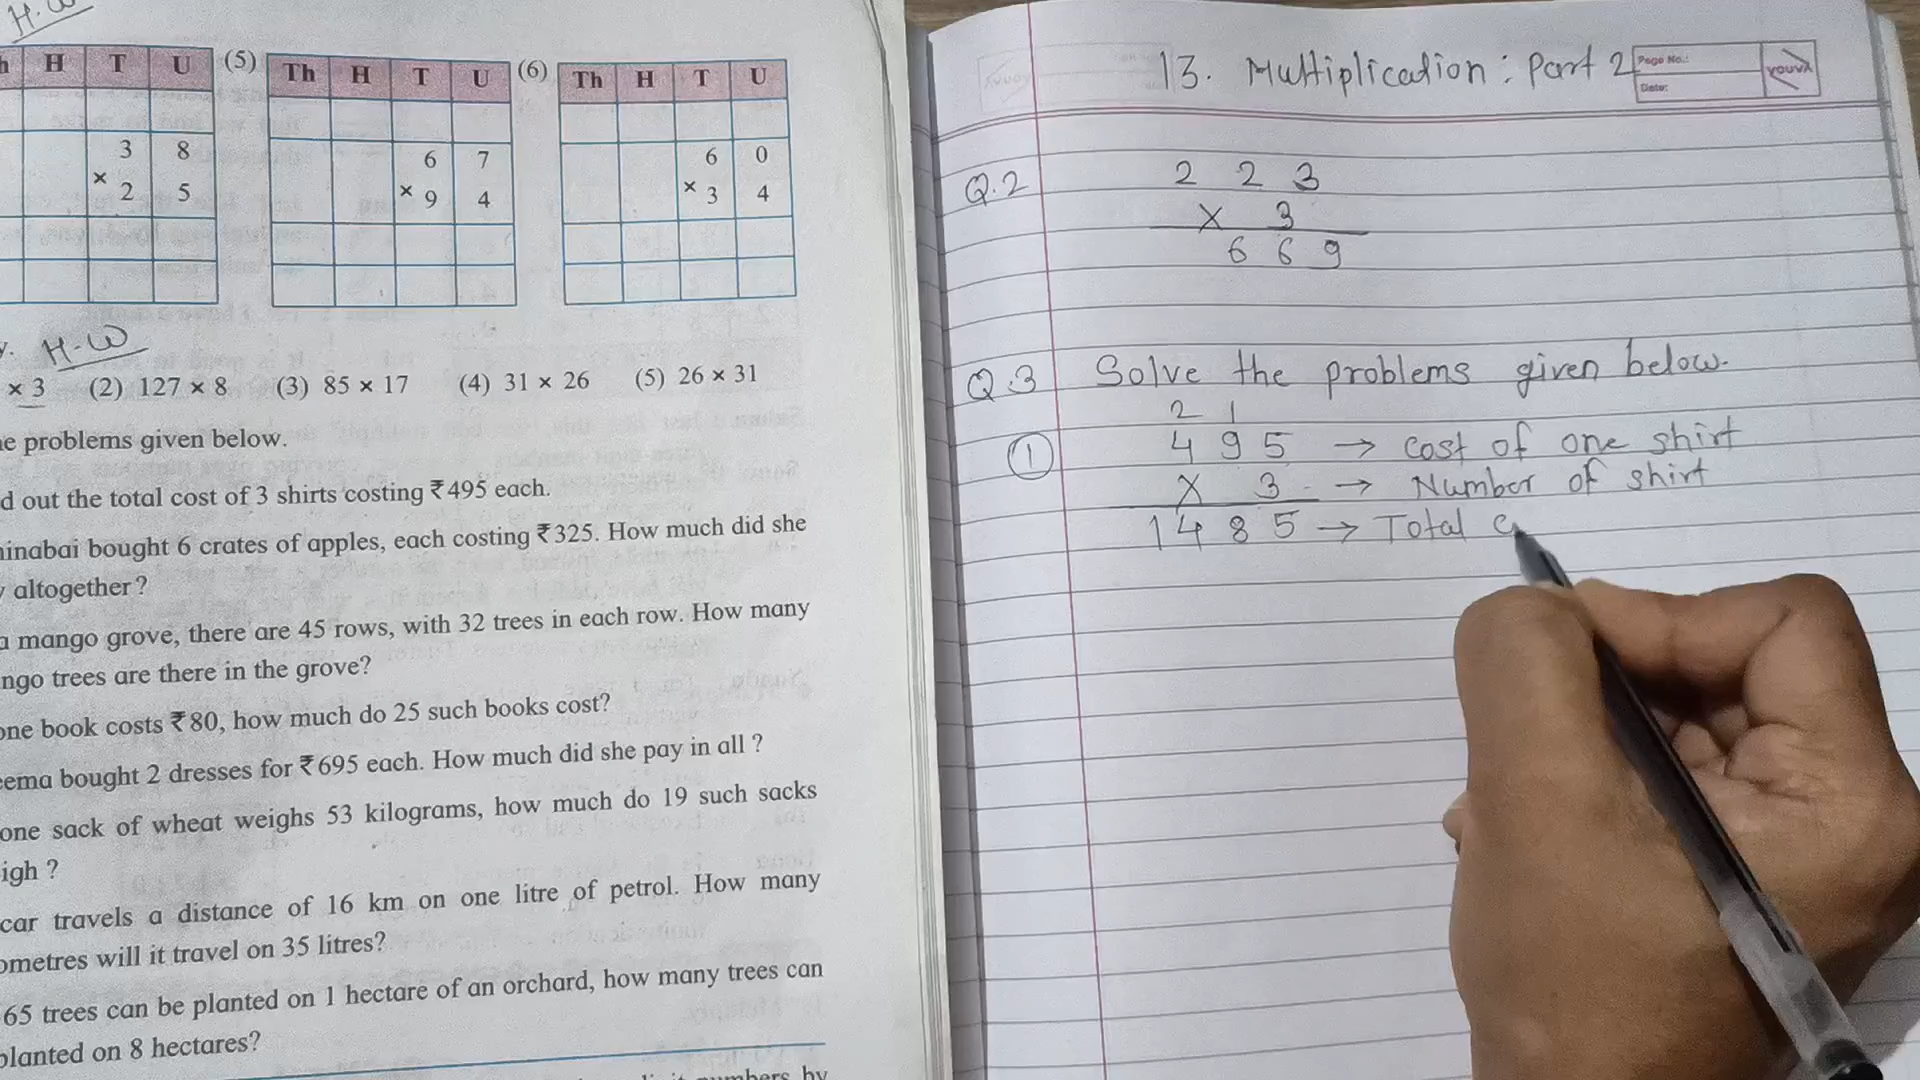 H.W
H T U (5) Th H T U (6) Th H T U
3 8 6 7 6 0
× 2 5 × 9 4 × 3 4
H.W
× 3 (2) 127 × 8 (3) 85 × 17 (4) 31 × 26 (5) 26 × 31
problems given below.
out the total cost of 3 shirts costing ₹495 each.
bought 6 crates of apples, each costing ₹325. How much did she
altogether?
mango grove, there are 45 rows, with 32 trees in each row. How many
trees are there in the grove?
one book costs ₹80, how much do 25 such books cost?
bought 2 dresses for ₹695 each. How much did she pay in all ?
one sack of wheat weighs 53 kilograms, how much do 19 such sacks
igh ?
car travels a distance of 16 km on one litre of petrol. How many
ometres will it travel on 35 litres?
65 trees can be planted on 1 hectare of an orchard, how many trees can
planted on 8 hectares?
by
13. Multiplication : Part 2
Page No.:
Date:
YOUVA
Q.2 2 2 3
X 3
6 6 9
Q.3 Solve the problems given below.
2 1
① 4 9 5 → cost of one shirt
X 3 → Number of shirt
1 4 8 5 → Total c